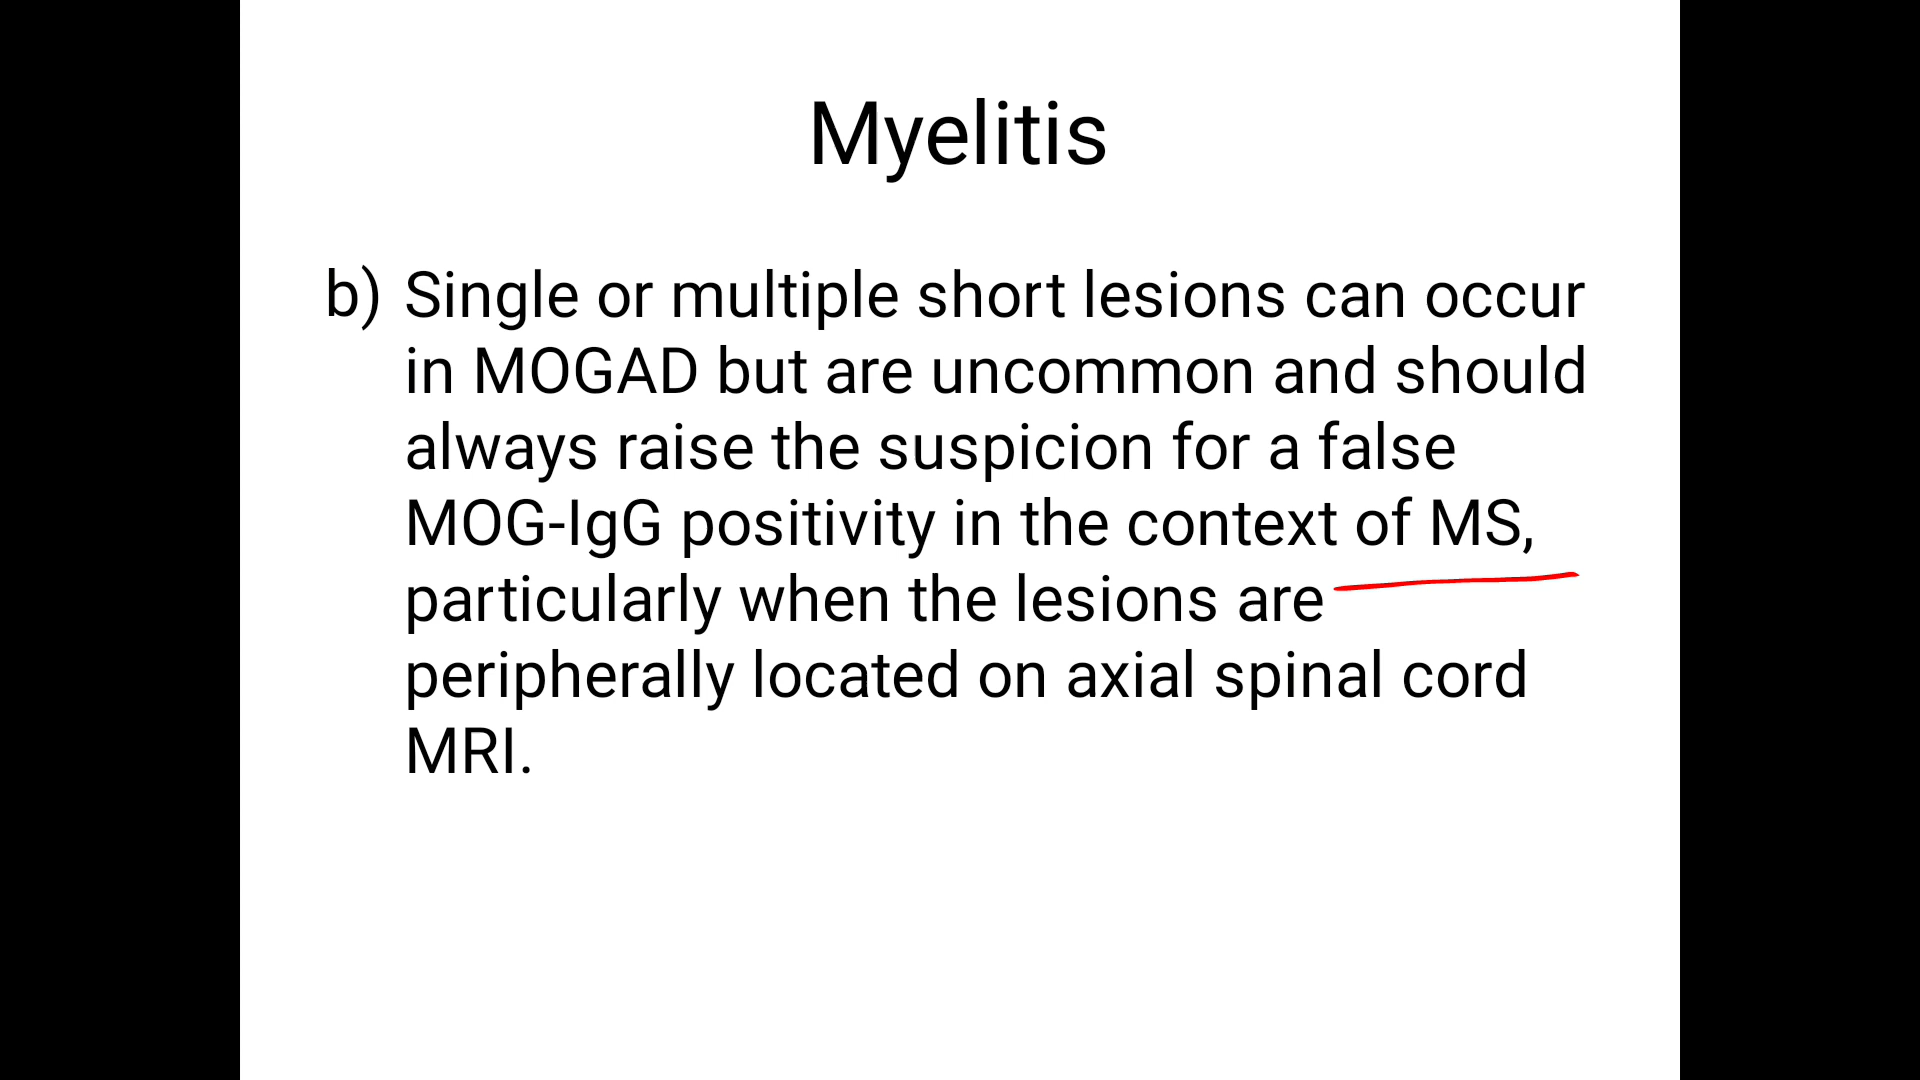 Myelitis
b) Single or multiple short lesions can occur
in MOGAD but are uncommon and should
always raise the suspicion for a false
MOG-IgG positivity in the context of MS,
particularly when the lesions are
peripherally located on axial spinal cord
MRI.